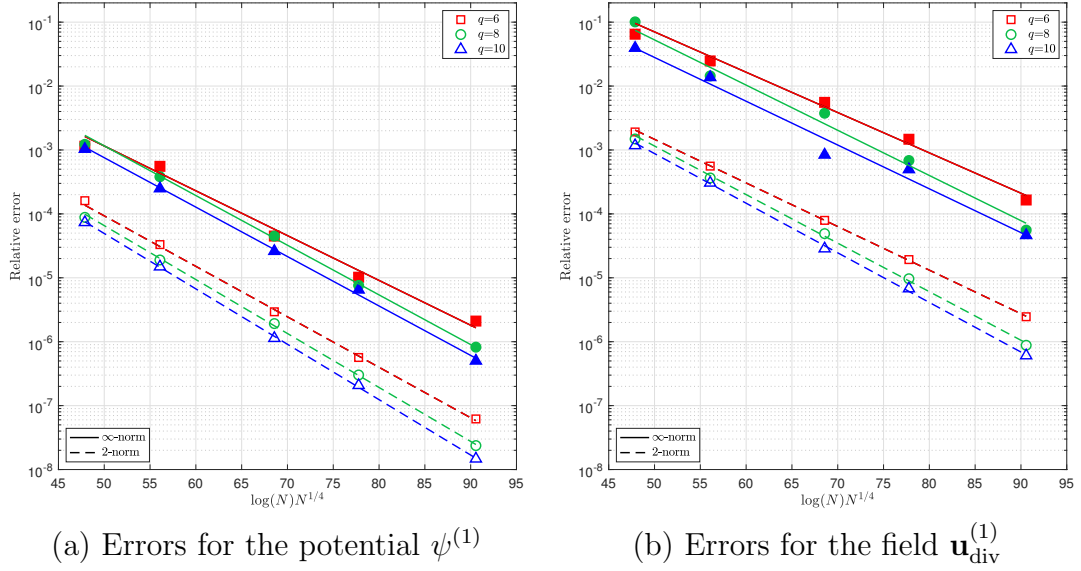 10⁻¹
10⁻²
10⁻³
10⁻⁴
10⁻⁵
10⁻⁶
10⁻⁷
10⁻⁸
Relative error
q=6
q=8
q=10
∞-norm
2-norm
45 50 55 60 65 70 75 80 85 90 95
log(N)N^{1/4}
(a) Errors for the potential ψ^{(1)}
10⁻¹
10⁻²
10⁻³
10⁻⁴
10⁻⁵
10⁻⁶
10⁻⁷
10⁻⁸
Relative error
q=6
q=8
q=10
∞-norm
2-norm
45 50 55 60 65 70 75 80 85 90 95
log(N)N^{1/4}
(b) Errors for the field u_{div}^{(1)}